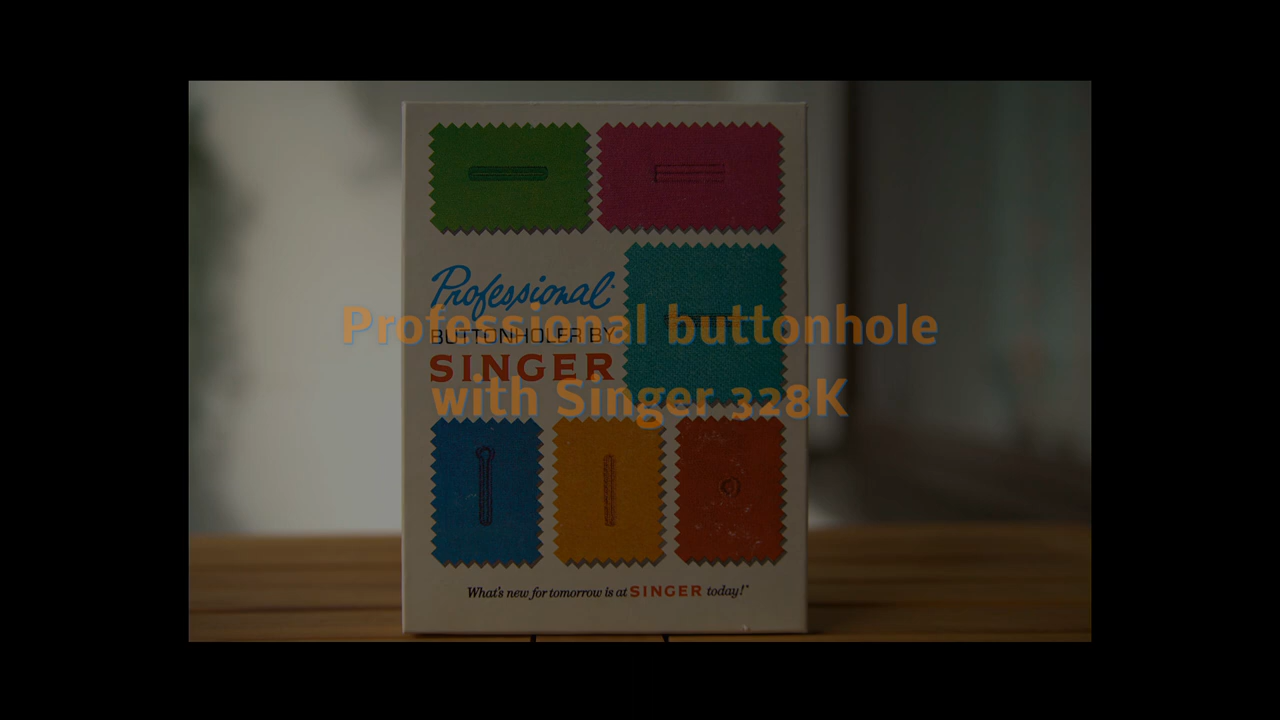 Professional
BUTTONHOLER BY
SINGER
Professional buttonhole
with Singer 328K
What's new for tomorrow is at SINGER today!*